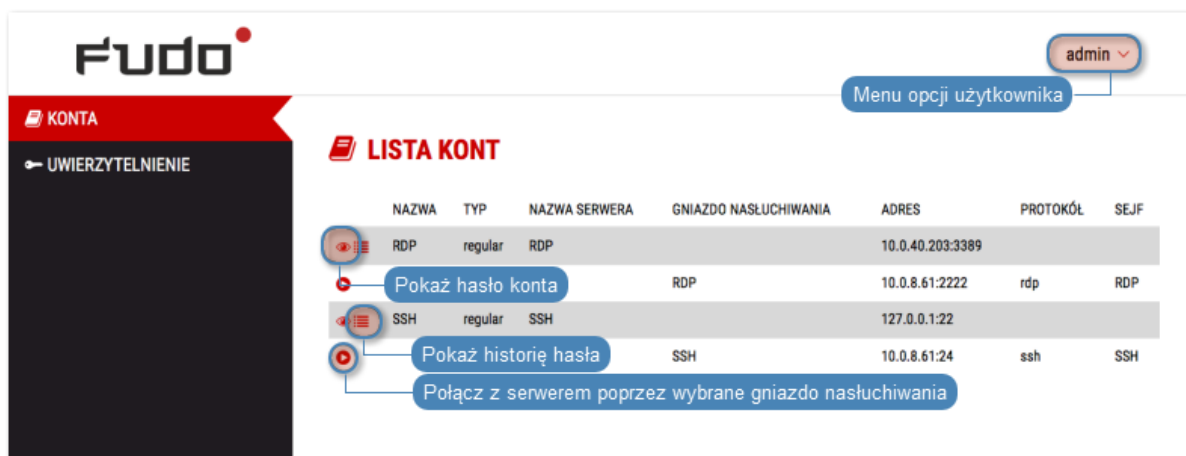 Fudo
admin
Menu opcji użytkownika
KONTA
UWIERZYTELNIENIE
LISTA KONT
NAZWA TYP NAZWA SERWERA GNIAZDO NASŁUCHIWANIA ADRES PROTOKÓŁ SEJF
RDP regular RDP 10.0.40.203:3389
Pokaż hasło konta
RDP 10.0.8.61:2222 rdp RDP
SSH regular SSH 127.0.0.1:22
Pokaż historię hasła
SSH 10.0.8.61:24 ssh SSH
Połącz z serwerem poprzez wybrane gniazdo nasłuchiwania